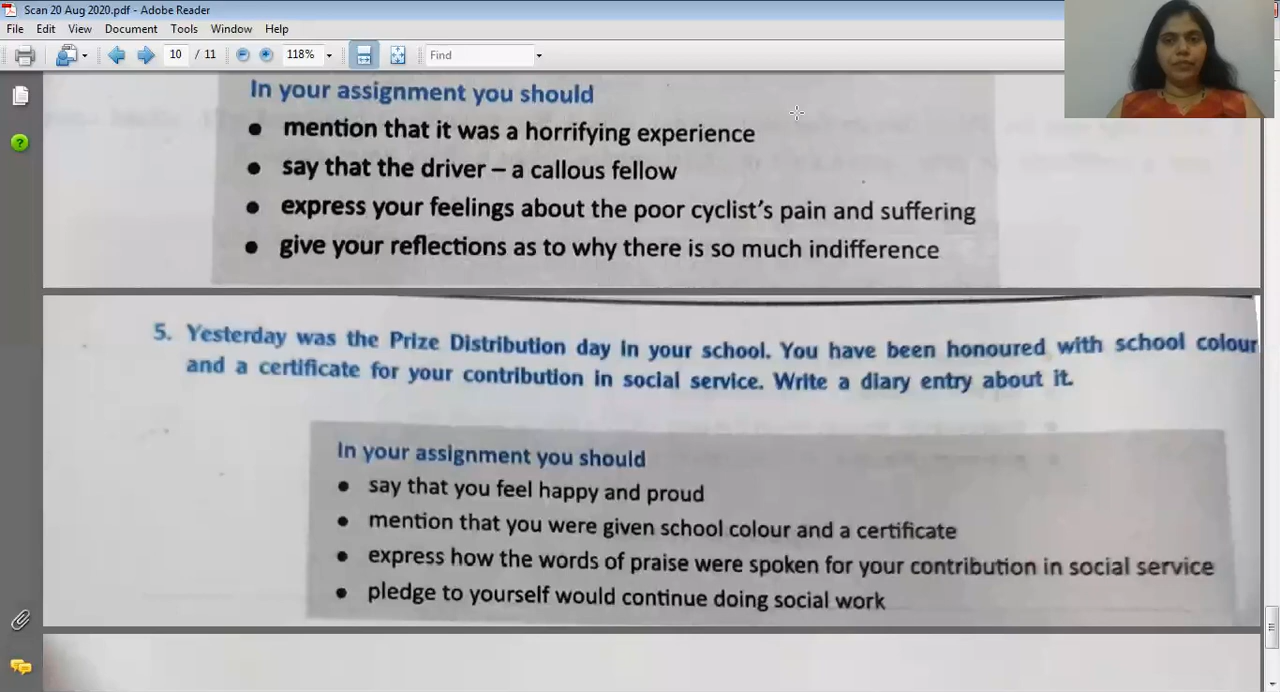 Scan 20 Aug 2020.pdf - Adobe Reader
File Edit View Document Tools Window Help
10 / 11 118% Find
In your assignment you should
● mention that it was a horrifying experience
● say that the driver – a callous fellow
● express your feelings about the poor cyclist's pain and suffering
● give your reflections as to why there is so much indifference
5. Yesterday was the Prize Distribution day in your school. You have been honoured with school colour
and a certificate for your contribution in social service. Write a diary entry about it.
In your assignment you should
● say that you feel happy and proud
● mention that you were given school colour and a certificate
● express how the words of praise were spoken for your contribution in social service
● pledge to yourself would continue doing social work